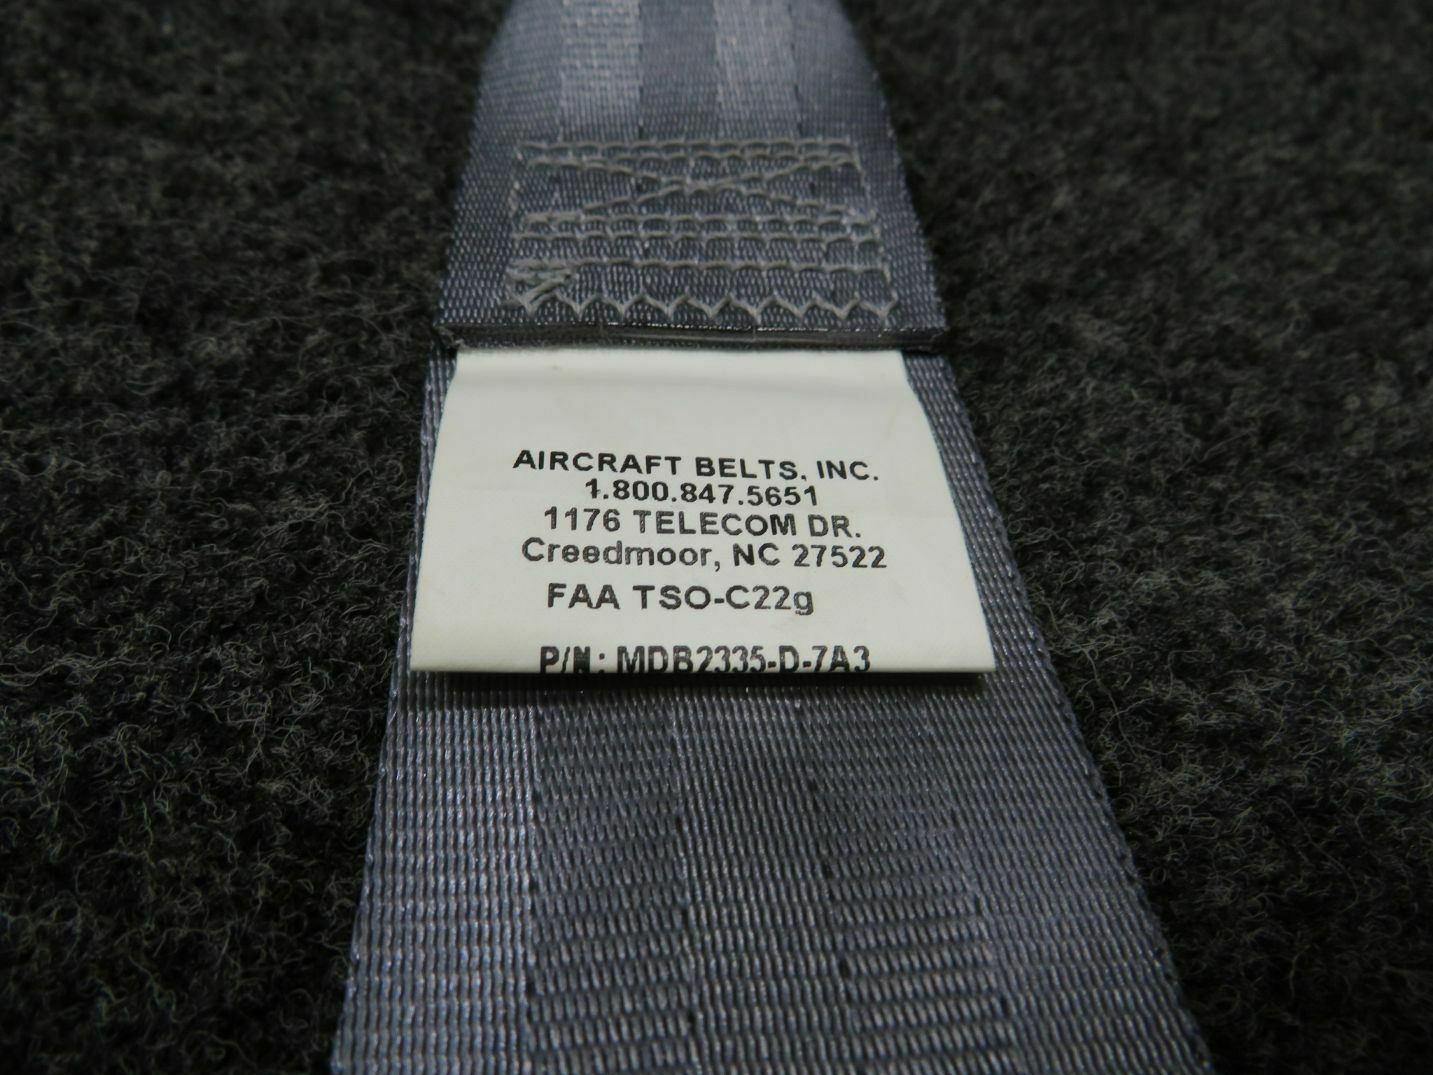 AIRCRAFT BELTS, INC.
1.800.847.5651
1176 TELECOM DR.
Creedmoor, NC 27522
FAA TSO-C22g
P/N: MDB2335-D-7A3